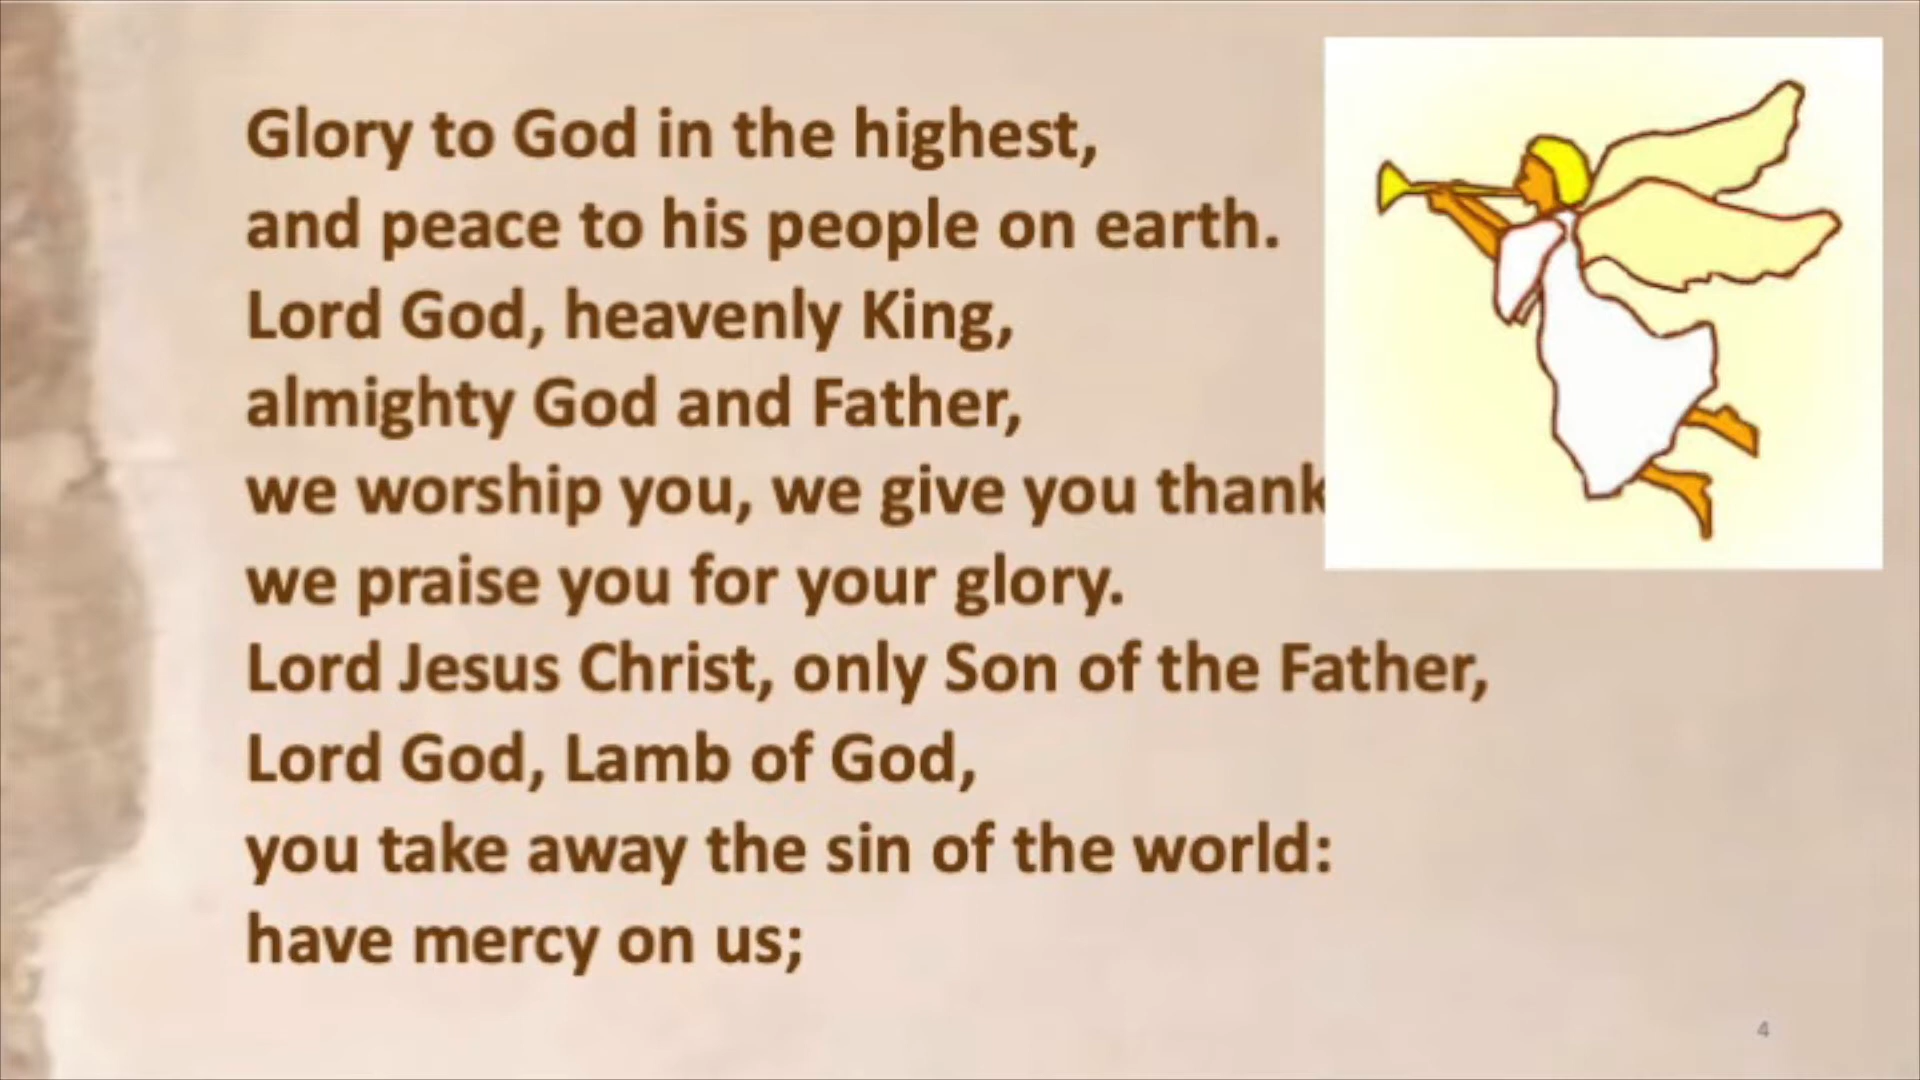 Glory to God in the highest,
and peace to his people on earth.
Lord God, heavenly King,
almighty God and Father,
we worship you, we give you thank
we praise you for your glory.
Lord Jesus Christ, only Son of the Father,
Lord God, Lamb of God,
you take away the sin of the world:
have mercy on us;
4